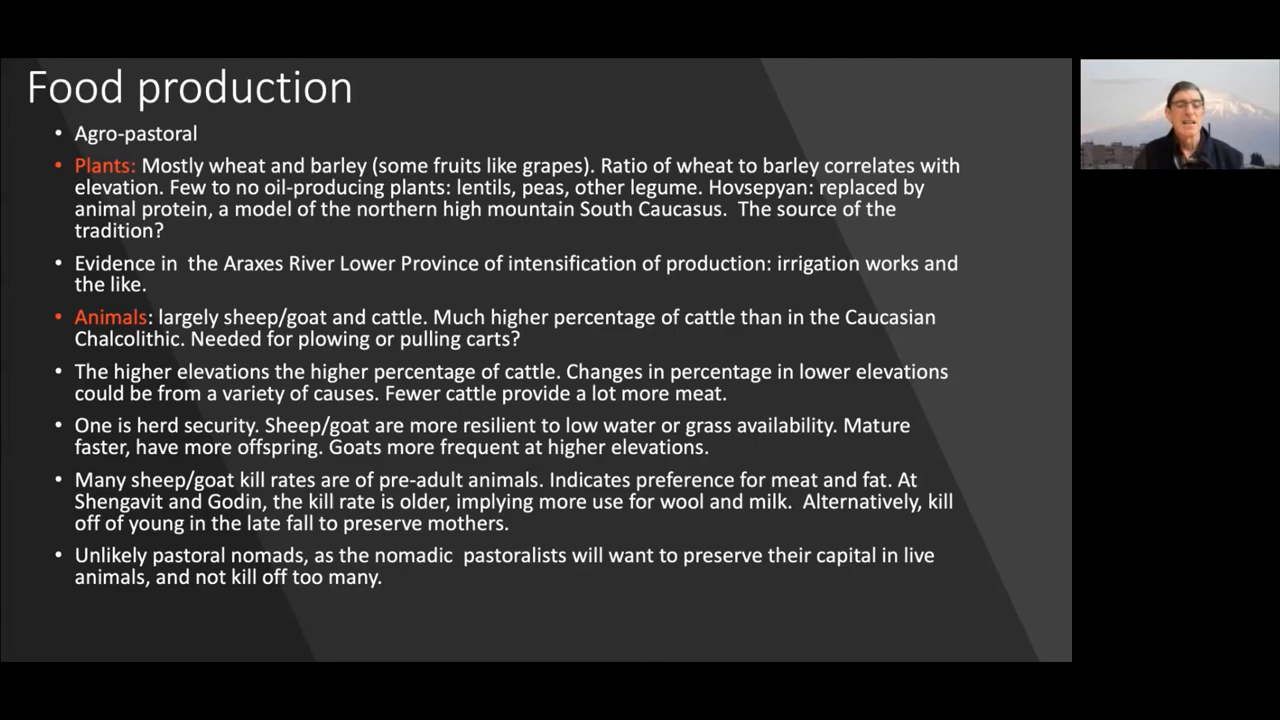 Food production
• Agro-pastoral
• Plants: Mostly wheat and barley (some fruits like grapes). Ratio of wheat to barley correlates with
elevation. Few to no oil-producing plants: lentils, peas, other legume. Hovsepyan: replaced by
animal protein, a model of the northern high mountain South Caucasus.  The source of the
tradition?
• Evidence in  the Araxes River Lower Province of intensification of production: irrigation works and
the like.
• Animals: largely sheep/goat and cattle. Much higher percentage of cattle than in the Caucasian
Chalcolithic. Needed for plowing or pulling carts?
• The higher elevations the higher percentage of cattle. Changes in percentage in lower elevations
could be from a variety of causes. Fewer cattle provide a lot more meat.
• One is herd security. Sheep/goat are more resilient to low water or grass availability. Mature
faster, have more offspring. Goats more frequent at higher elevations.
• Many sheep/goat kill rates are of pre-adult animals. Indicates preference for meat and fat. At
Shengavit and Godin, the kill rate is older, implying more use for wool and milk.  Alternatively, kill
off of young in the late fall to preserve mothers.
• Unlikely pastoral nomads, as the nomadic  pastoralists will want to preserve their capital in live
animals, and not kill off too many.